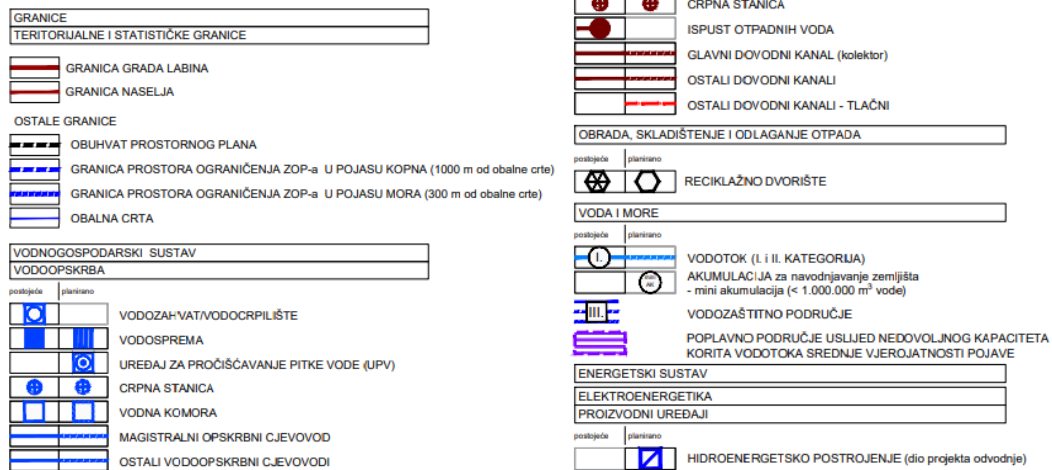 GRANICE
TERITORIJALNE I STATISTIČKE GRANICE
GRANICA GRADA LABINA
GRANICA NASELJA
OSTALE GRANICE
OBUHVAT PROSTORNOG PLANA
GRANICA PROSTORA OGRANIČENJA ZOP-a U POJASU KOPNA (1000 m od obalne crte)
GRANICA PROSTORA OGRANIČENJA ZOP-a U POJASU MORA (300 m od obalne crte)
OBALNA CRTA
VODNOGOSPODARSKI SUSTAV
VODOOPSKRBA
postojeće planirano
VODOZAHVAT/VODOCRPILIŠTE
VODOSPREMA
UREĐAJ ZA PROČIŠĆAVANJE PITKE VODE (UPV)
CRPNA STANICA
VODNA KOMORA
MAGISTRALNI OPSKRBNI CJEVOVOD
OSTALI VODOOPSKRBNI CJEVOVODI
CRPNA STANICA
ISPUST OTPADNIH VODA
GLAVNI DOVODNI KANAL (kolektor)
OSTALI DOVODNI KANALI
OSTALI DOVODNI KANALI - TLAČNI
OBRADA, SKLADIŠTENJE I ODLAGANJE OTPADA
postojeće planirano
RECIKLAŽNO DVORIŠTE
VODA I MORE
postojeće planirano
I. VODOTOK (I. i II. KATEGORIJA)
AK AKUMULACIJA za navodnjavanje zemljišta
- mini akumulacija (< 1.000.000 m³ vode)
III. VODOZAŠTITNO PODRUČJE
POPLAVNO PODRUČJE USLIJED NEDOVOLJNOG KAPACITETA
KORITA VODOTOKA SREDNJE VJEROJATNOSTI POJAVE
ENERGETSKI SUSTAV
ELEKTROENERGETIKA
PROIZVODNI UREĐAJI
postojeće planirano
HIDROENERGETSKO POSTROJENJE (dio projekta odvodnje)